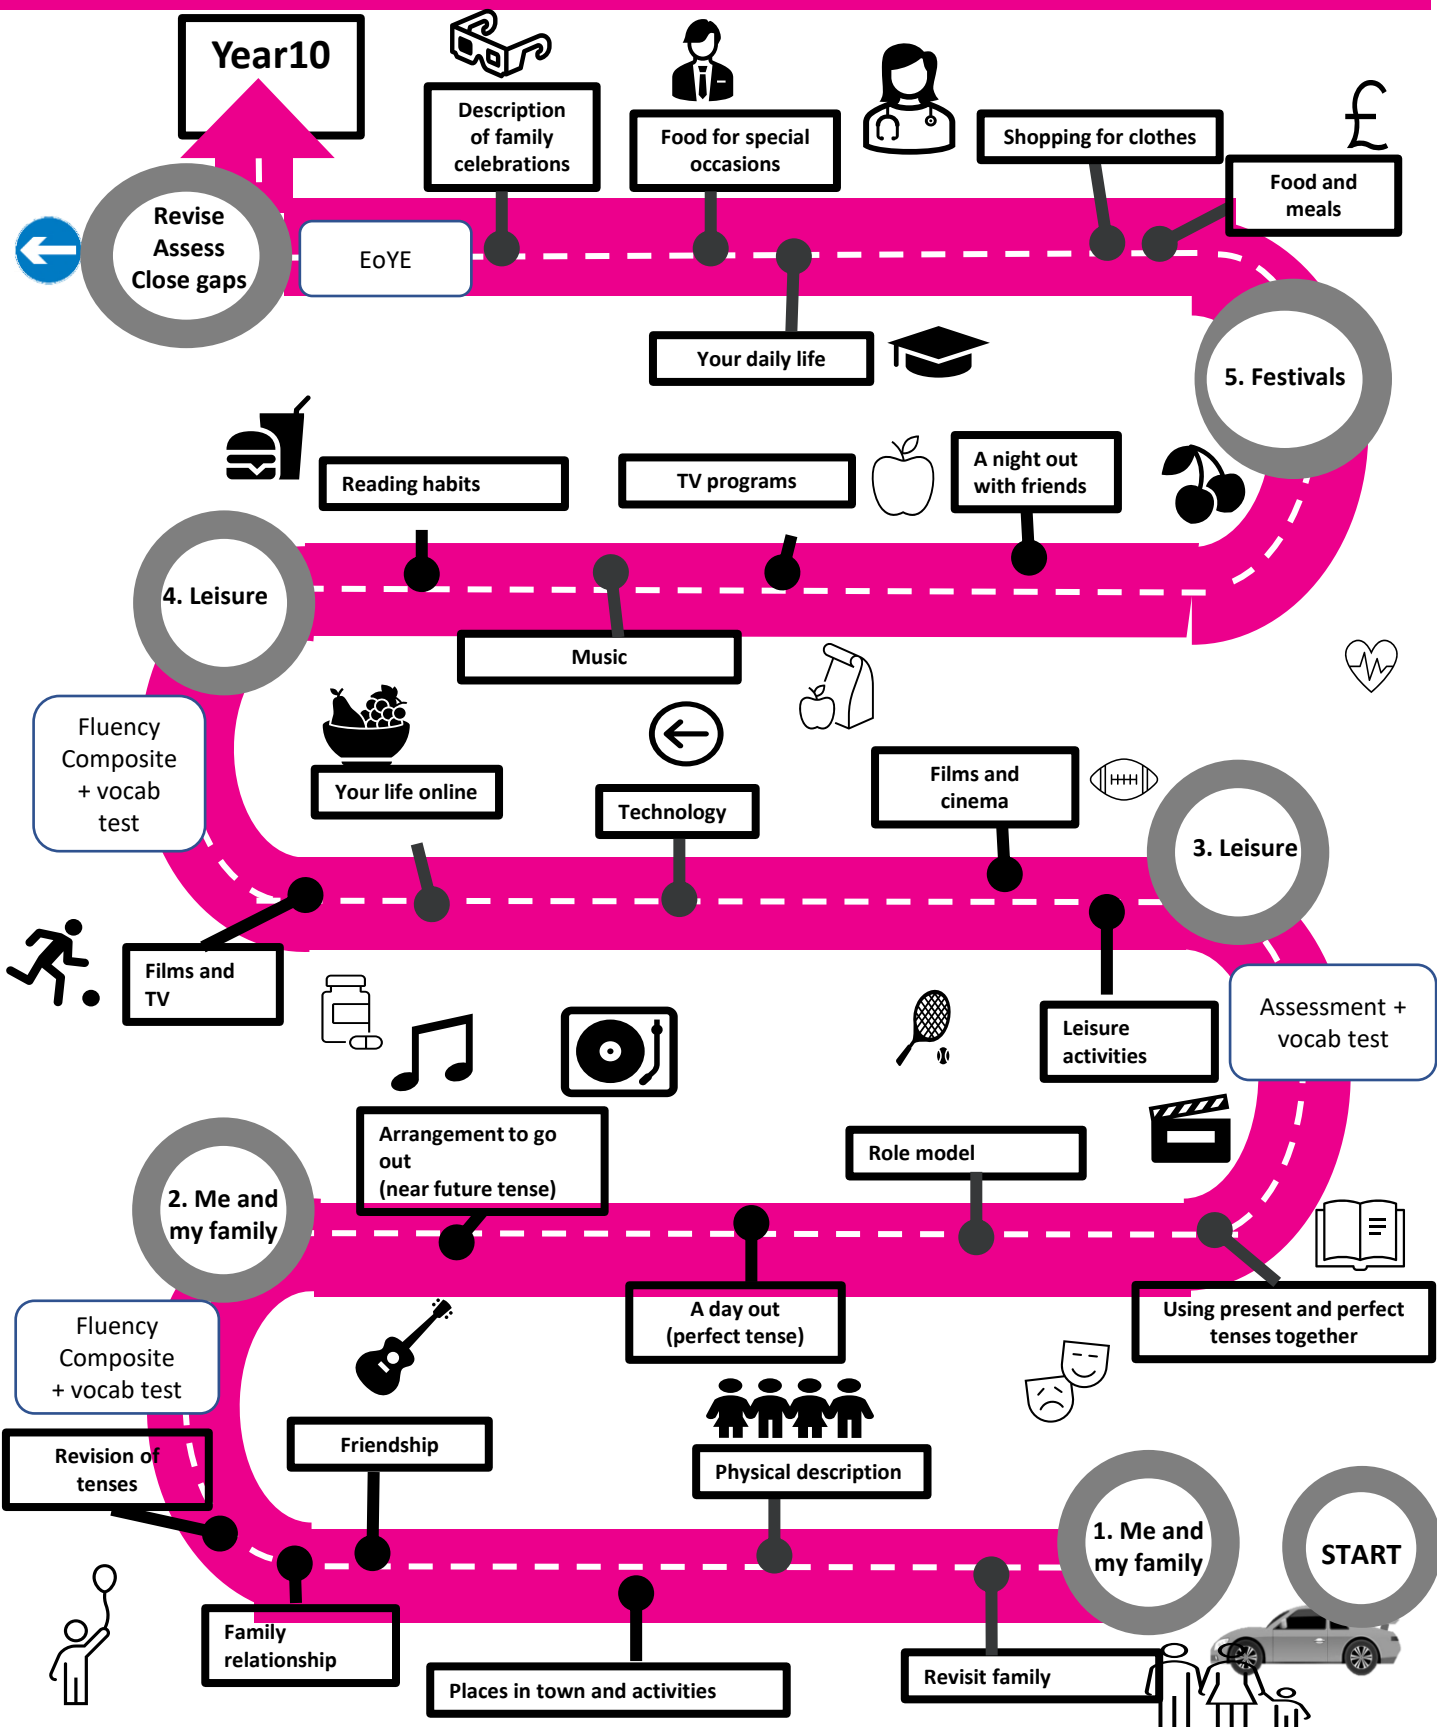 Year10
Description
of family
celebrations
Food for special
occasions
Shopping for clothes
Food and
meals
Revise
Assess
Close gaps
EoYE
Your daily life
5. Festivals
Reading habits
TV programs
A night out
with friends
4. Leisure
Music
Fluency
Composite
+ vocab
test
Your life online
Technology
Films and
cinema
3. Leisure
Films and
TV
Leisure
activities
Assessment +
vocab test
Arrangement to go
out
(near future tense)
Role model
2. Me and
my family
A day out
(perfect tense)
Using present and perfect
tenses together
Fluency
Composite
+ vocab test
Revision of
tenses
Friendship
Physical description
1. Me and
my family
START
Family
relationship
Places in town and activities
Revisit family